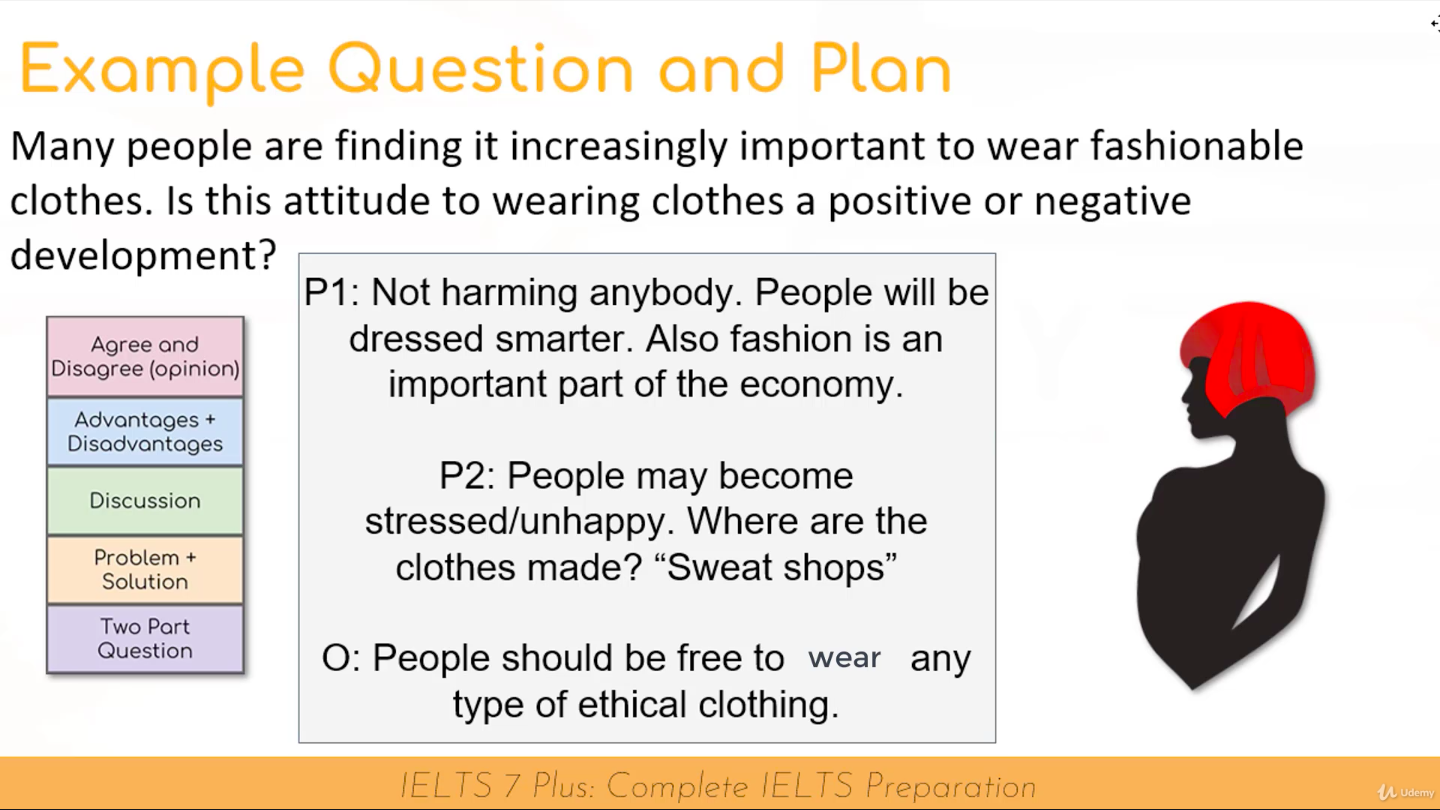 Example Question and Plan
Many people are finding it increasingly important to wear fashionable
clothes. Is this attitude to wearing clothes a positive or negative
development?
Agree and
Disagree (opinion)
Advantages +
Disadvantages
Discussion
Problem +
Solution
Two Part
Question
P1: Not harming anybody. People will be
dressed smarter. Also fashion is an
important part of the economy.
P2: People may become
stressed/unhappy. Where are the
clothes made? “Sweat shops”
O: People should be free to wear any
type of ethical clothing.
IELTS 7 Plus: Complete IELTS Preparation
Udemy